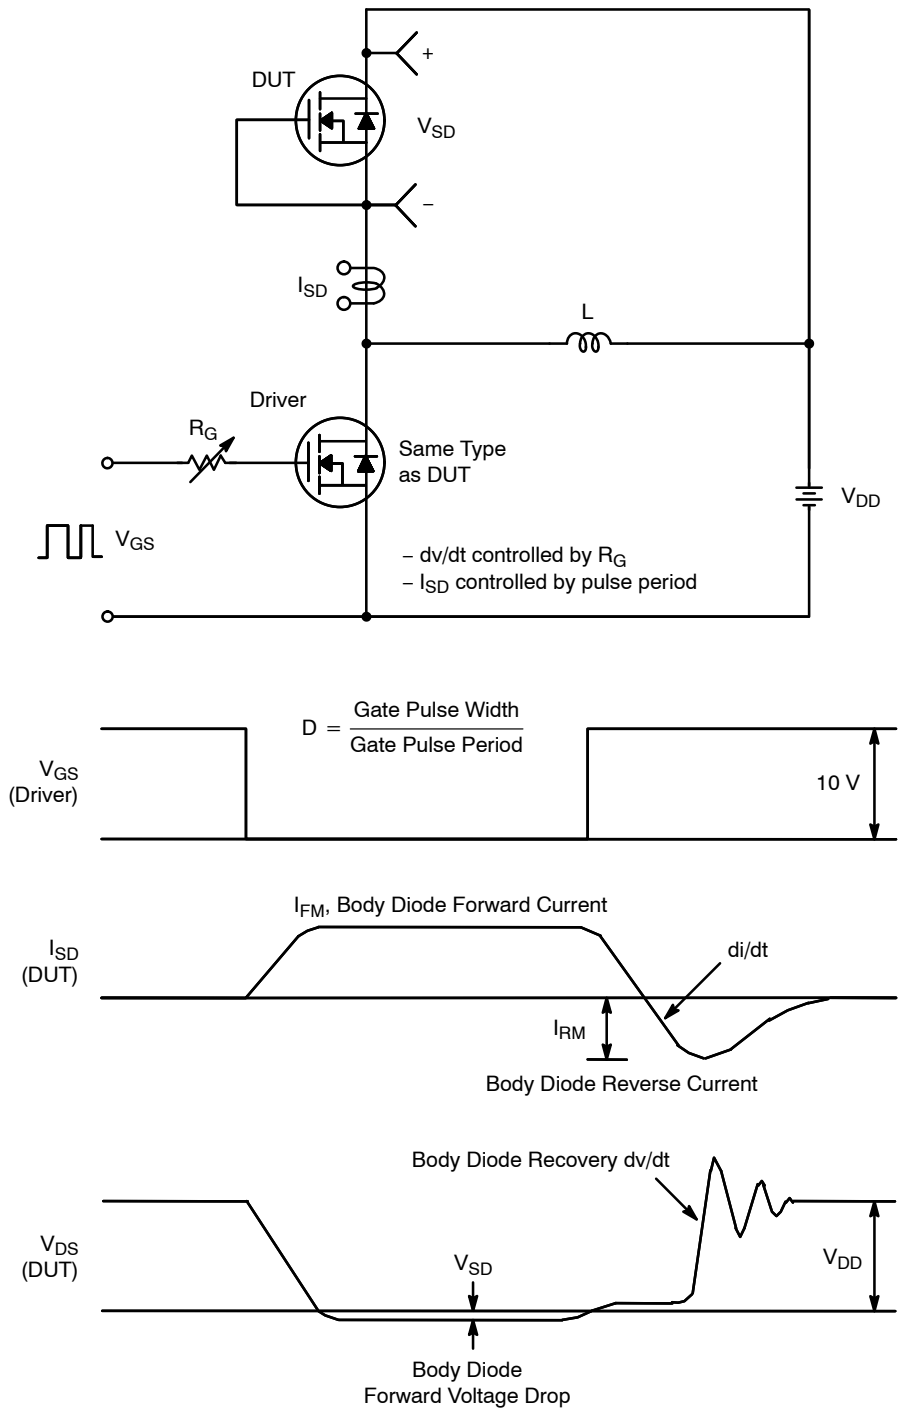 DUT
+
V_SD
−
I_SD
L
Driver
R_G
Same Type
as DUT
V_DD
V_GS
− dv/dt controlled by R_G
− I_SD controlled by pulse period
D = Gate Pulse Width
Gate Pulse Period
V_GS
(Driver)
10 V
I_FM, Body Diode Forward Current
I_SD
(DUT)
di/dt
I_RM
Body Diode Reverse Current
Body Diode Recovery dv/dt
V_DS
(DUT)
V_SD
V_DD
Body Diode
Forward Voltage Drop